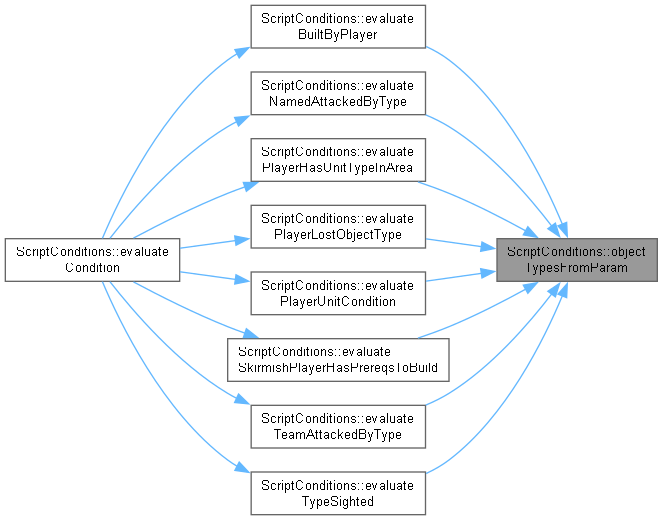 ScriptConditions::evaluate
BuiltByPlayer
ScriptConditions::evaluate
NamedAttackedByType
ScriptConditions::evaluate
PlayerHasUnitTypeInArea
ScriptConditions::evaluate
PlayerLostObjectType
ScriptConditions::evaluate
Condition
ScriptConditions::object
TypesFromParam
ScriptConditions::evaluate
PlayerUnitCondition
ScriptConditions::evaluate
SkirmishPlayerHasPrereqsToBuild
ScriptConditions::evaluate
TeamAttackedByType
ScriptConditions::evaluate
TypeSighted